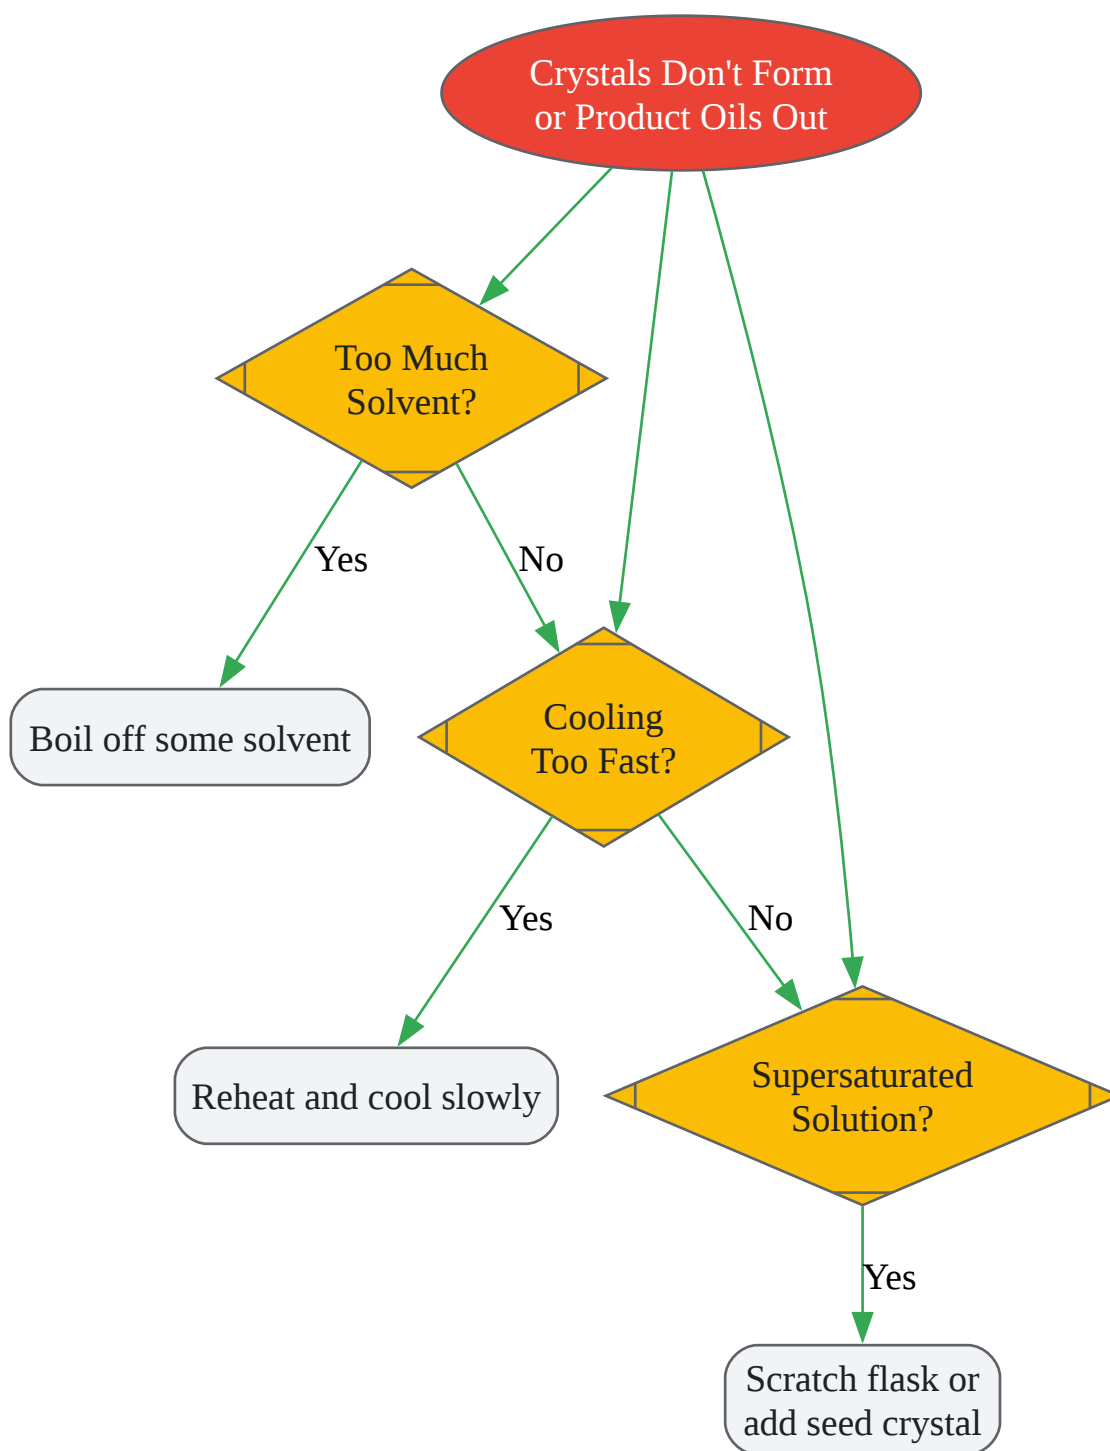 Crystals Don't Form
or Product Oils Out
Too Much
Solvent?
Yes
No
Boil off some solvent
Cooling
Too Fast?
Yes
No
Reheat and cool slowly
Supersaturated
Solution?
Yes
Scratch flask or
add seed crystal